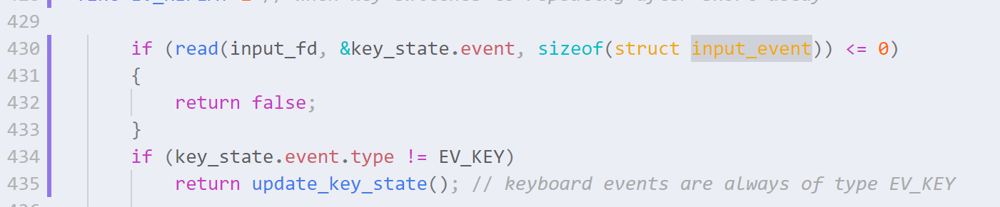 429
430 if (read(input_fd, &key_state.event, sizeof(struct input_event)) <= 0)
431 {
432 return false;
433 }
434 if (key_state.event.type != EV_KEY)
435 return update_key_state(); // keyboard events are always of type EV_KEY